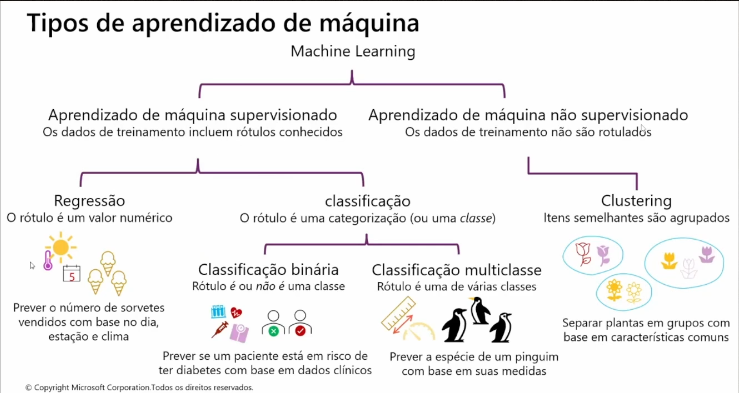 Tipos de aprendizado de máquina
Machine Learning
Aprendizado de máquina supervisionado
Os dados de treinamento incluem rótulos conhecidos
Aprendizado de máquina não supervisionado
Os dados de treinamento não são rotulados
Regressão
O rótulo é um valor numérico
5
Prever o número de sorvetes
vendidos com base no dia,
estação e clima
classificação
O rótulo é uma categorização (ou uma classe)
Classificação binária
Rótulo é ou não é uma classe
Prever se um paciente está em risco de
ter diabetes com base em dados clínicos
Classificação multiclasse
Rótulo é uma de várias classes
Prever a espécie de um pinguim
com base em suas medidas
Clustering
Itens semelhantes são agrupados
Separar plantas em grupos com
base em características comuns
© Copyright Microsoft Corporation.Todos os direitos reservados.